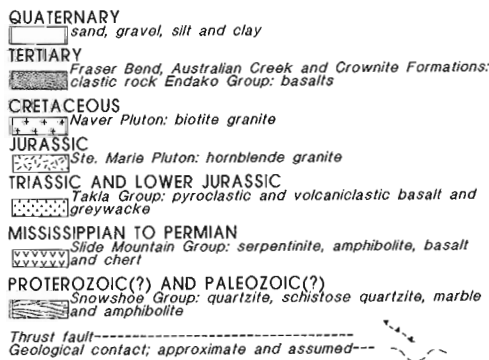 QUATERNARY
sand, gravel, silt and clay
TERTIARY
Fraser Bend, Australian Creek and Crownite Formations:
clastic rock Endako Group: basalts
CRETACEOUS
Naver Pluton: biotite granite
JURASSIC
Ste. Marie Pluton: hornblende granite
TRIASSIC AND LOWER JURASSIC
Takla Group: pyroclastic and volcaniclastic basalt and
greywacke
MISSISSIPPIAN TO PERMIAN
Slide Mountain Group: serpentinite, amphibolite, basalt
and chert
PROTEROZOIC(?) AND PALEOZOIC(?)
Snowshoe Group: quartzite, schistose quartzite, marble
and amphibolite
Thrust fault
Geological contact; approximate and assumed